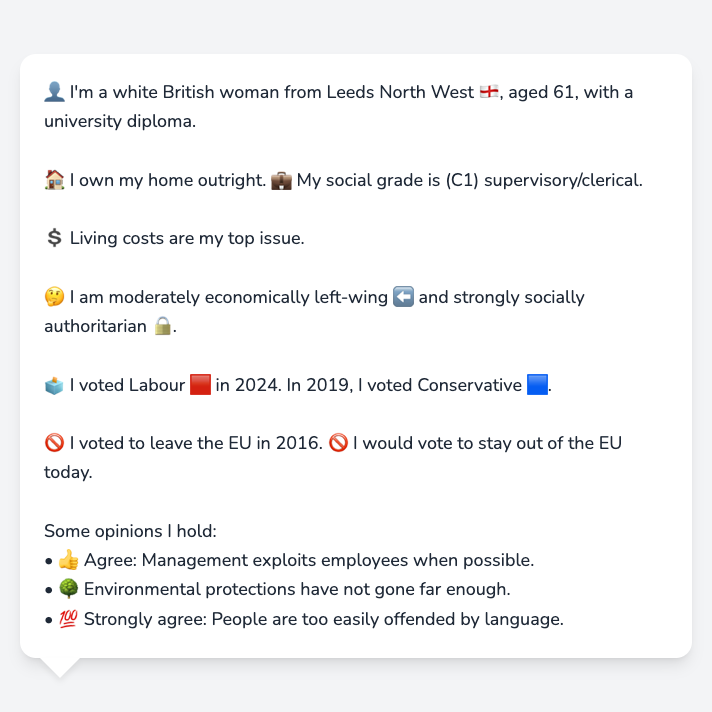 👤 I'm a white British woman from Leeds North West 🏴󠁧󠁢󠁥󠁮󠁧󠁿, aged 61, with a
university diploma.
🏠 I own my home outright. 💼 My social grade is (C1) supervisory/clerical.
💲 Living costs are my top issue.
🤔 I am moderately economically left-wing ⬅️ and strongly socially
authoritarian 🔒.
🗳️ I voted Labour 🟥 in 2024. In 2019, I voted Conservative 🟦.
🚫 I voted to leave the EU in 2016. 🚫 I would vote to stay out of the EU
today.
Some opinions I hold:
• 👍 Agree: Management exploits employees when possible.
• 🌳 Environmental protections have not gone far enough.
• 💯 Strongly agree: People are too easily offended by language.